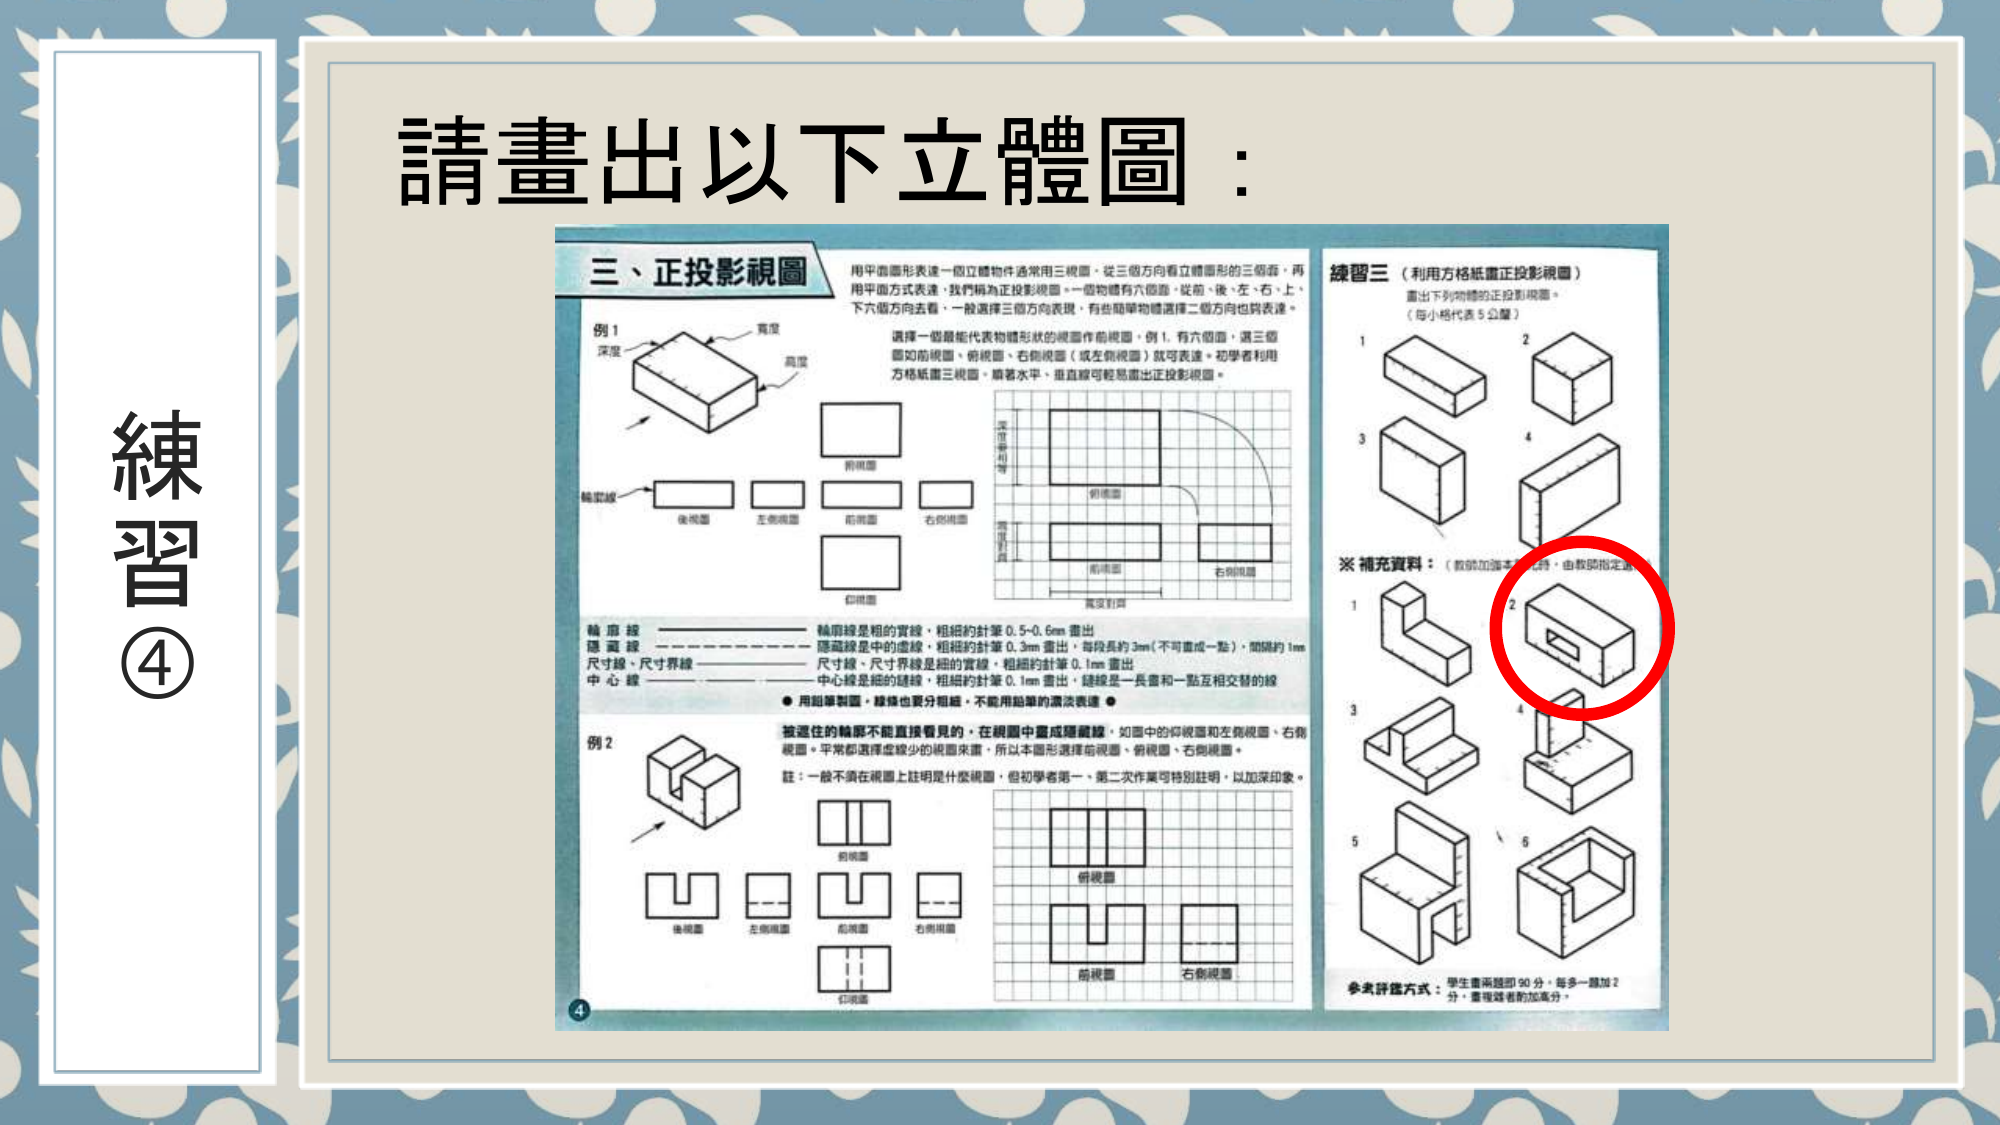 請畫出以下立體圖：
練習④
三、正投影視圖
用平面圖形表達一個立體物件通常用三視圖，從三個方向看立體圖形的三個面，再
用平面方式表達，我們稱為正投影視圖。一個物體有六個面，從前、後、左、右、上、
下六個方向去看，一般選擇三個方向表現，有些簡單物體選擇二個方向也夠表達。
選擇一個最能代表物體形狀的視圖作前視圖，例1. 有六個面，選三個
圖如前視圖、俯視圖、右側視圖（或左側視圖）就可表達。初學者利用
方格紙畫三視圖，順著水平、垂直線可輕易畫出正投影視圖。
例1
深度
寬度
高度
俯視圖
輪廓線
後視圖
左側視圖
前視圖
右側視圖
仰視圖
俯視圖
前視圖
右側視圖
輪廓線
輪廓線是粗的實線，粗細約針筆0.5~0.6mm 畫出
隱藏線
隱藏線是中的虛線，粗細約針筆0.3mm 畫出，每段長約3mm(不可畫成一點)，間隔約1mm
尺寸線、尺寸界線
尺寸線、尺寸界線是細的實線，粗細約針筆0.1mm 畫出
中心線
中心線是細的鏈線，粗細約針筆0.1mm 畫出，鏈線是一長畫和一點互相交替的線
● 用鉛筆製圖，線條也要分粗細，不能用鉛筆的濃淡表達 ●
例2
被遮住的輪廓不能直接看見的，在視圖中畫成隱藏線，如圖中的仰視圖和左側視圖、右側
視圖。平常都選擇虛線少的視圖來畫，所以本圖形選擇前視圖、俯視圖、右側視圖。
註：一般不須在視圖上註明是什麼視圖，但初學者第一、第二次作業可特別註明，以加深印象。
俯視圖
後視圖
左側視圖
前視圖
右側視圖
仰視圖
俯視圖
前視圖
右側視圖
4
練習三（利用方格紙畫正投影視圖）
畫出下列物體的正投影視圖。
（每小格代表5公釐）
1
2
3
4
※補充資料：（教師加強本
時，由教師指定
1
2
3
4
5
6
參考評鑑方式：學生畫兩題即90分，每多一題加2
分，畫複雜者酌加高分。